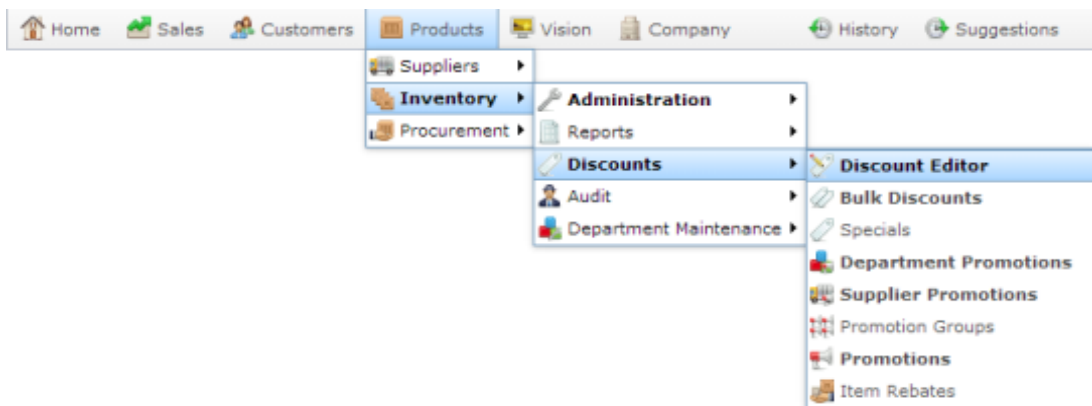 Home Sales Customers Products Vision Company History Suggestions
Suppliers
Inventory Administration
Procurement Reports
Discounts Discount Editor
Audit Bulk Discounts
Department Maintenance Specials
Department Promotions
Supplier Promotions
Promotion Groups
Promotions
Item Rebates